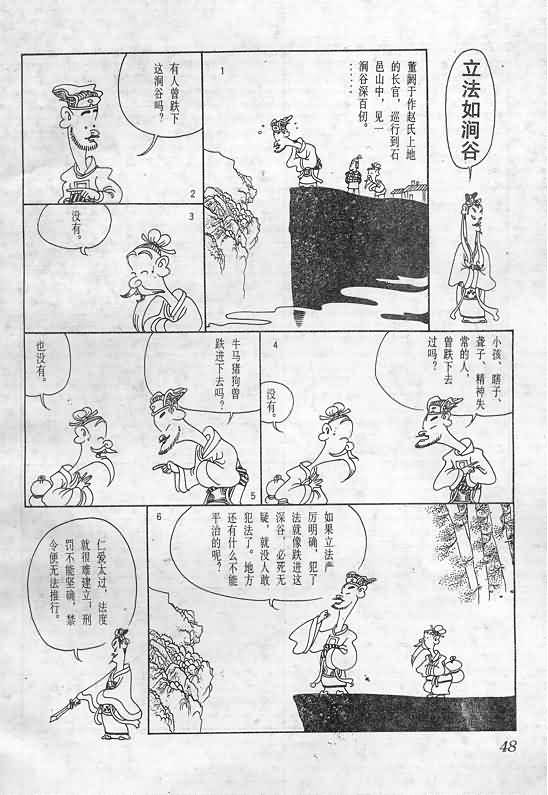 立法如涧谷
1
董阏于作赵氏上地
的长官，巡行到石
邑山中，见一
涧谷深百仞。
……
2
有人曾跌下
这涧谷吗？
3
没有。
4
小孩、瞎子、
聋子、精神失
常的人，
曾跌下去
过吗？
没有。
5
牛马猪狗曾
跌进下去吗？
也没有。
6
如果立法严
厉明确，犯了
法就像跌进这
深谷，必死无
疑，就没人敢
犯法了。地方
还有什么不能
平治的呢？
仁爱太过，法度
就很难建立；刑
罚不能坚确，禁
令便无法推行。
48